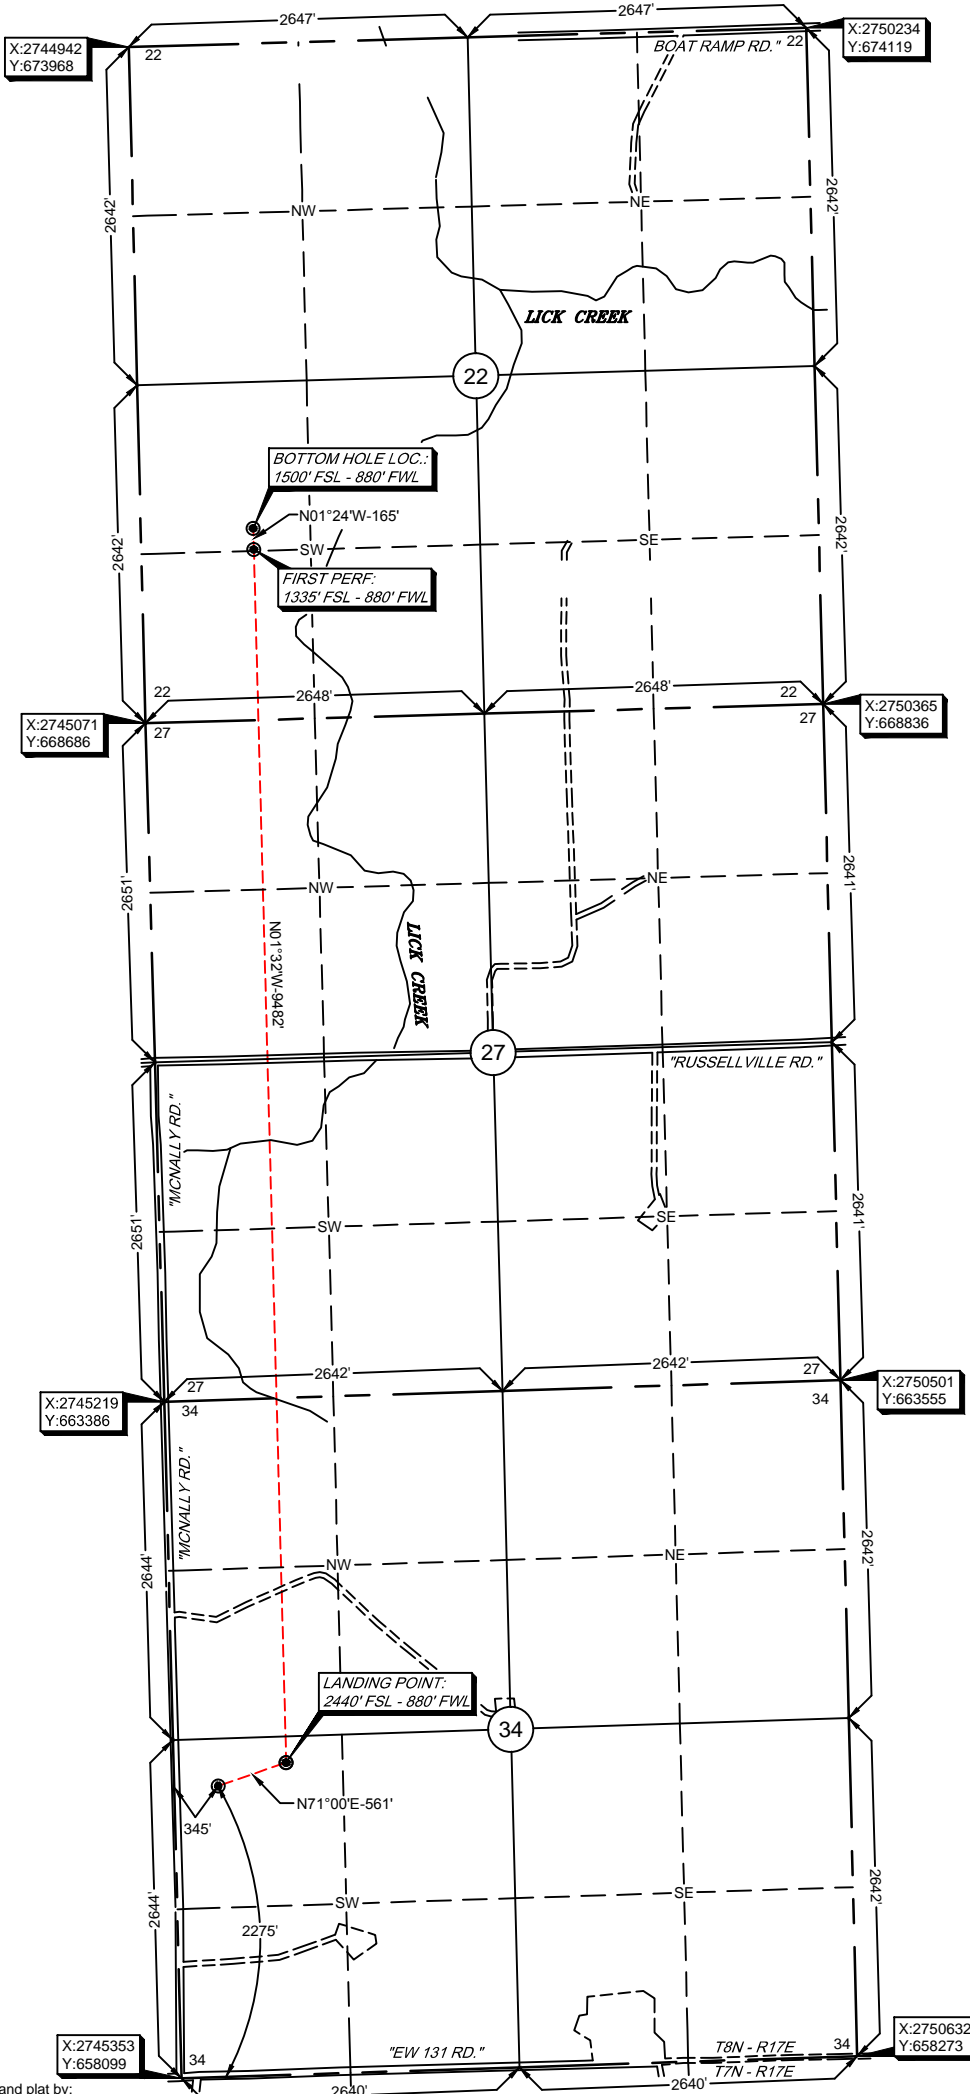 2647'
2647'
X:2744942
Y:673968
22
BOAT RAMP RD."
22
X:2750234
Y:674119
2642'
NW
NE
2642'
LICK CREEK
22
BOTTOM HOLE LOC.:
1500' FSL - 880' FWL
N01°24'W-165'
2642'
SW
SE
2642'
FIRST PERF:
1335' FSL - 880' FWL
22
2648'
2648'
22
X:2745071
Y:668686
27
27
X:2750365
Y:668836
2651'
NW
NE
2641'
N01°32'W-9482'
LICK CREEK
27
"RUSSELLVILLE RD."
"MCNALLY RD."
2651'
SW
SE
2641'
27
2642'
2642'
27
X:2745219
Y:663386
34
34
X:2750501
Y:663555
"MCNALLY RD."
2644'
NW
NE
2642'
LANDING POINT:
2440' FSL - 880' FWL
34
N71°00'E-561'
345'
2644'
SW
SE
2642'
2275'
X:2745353
Y:658099
34
"EW 131 RD."
T8N - R17E
34
X:2750632
Y:658273
T7N - R17E
2640'
2640'
and plat by: